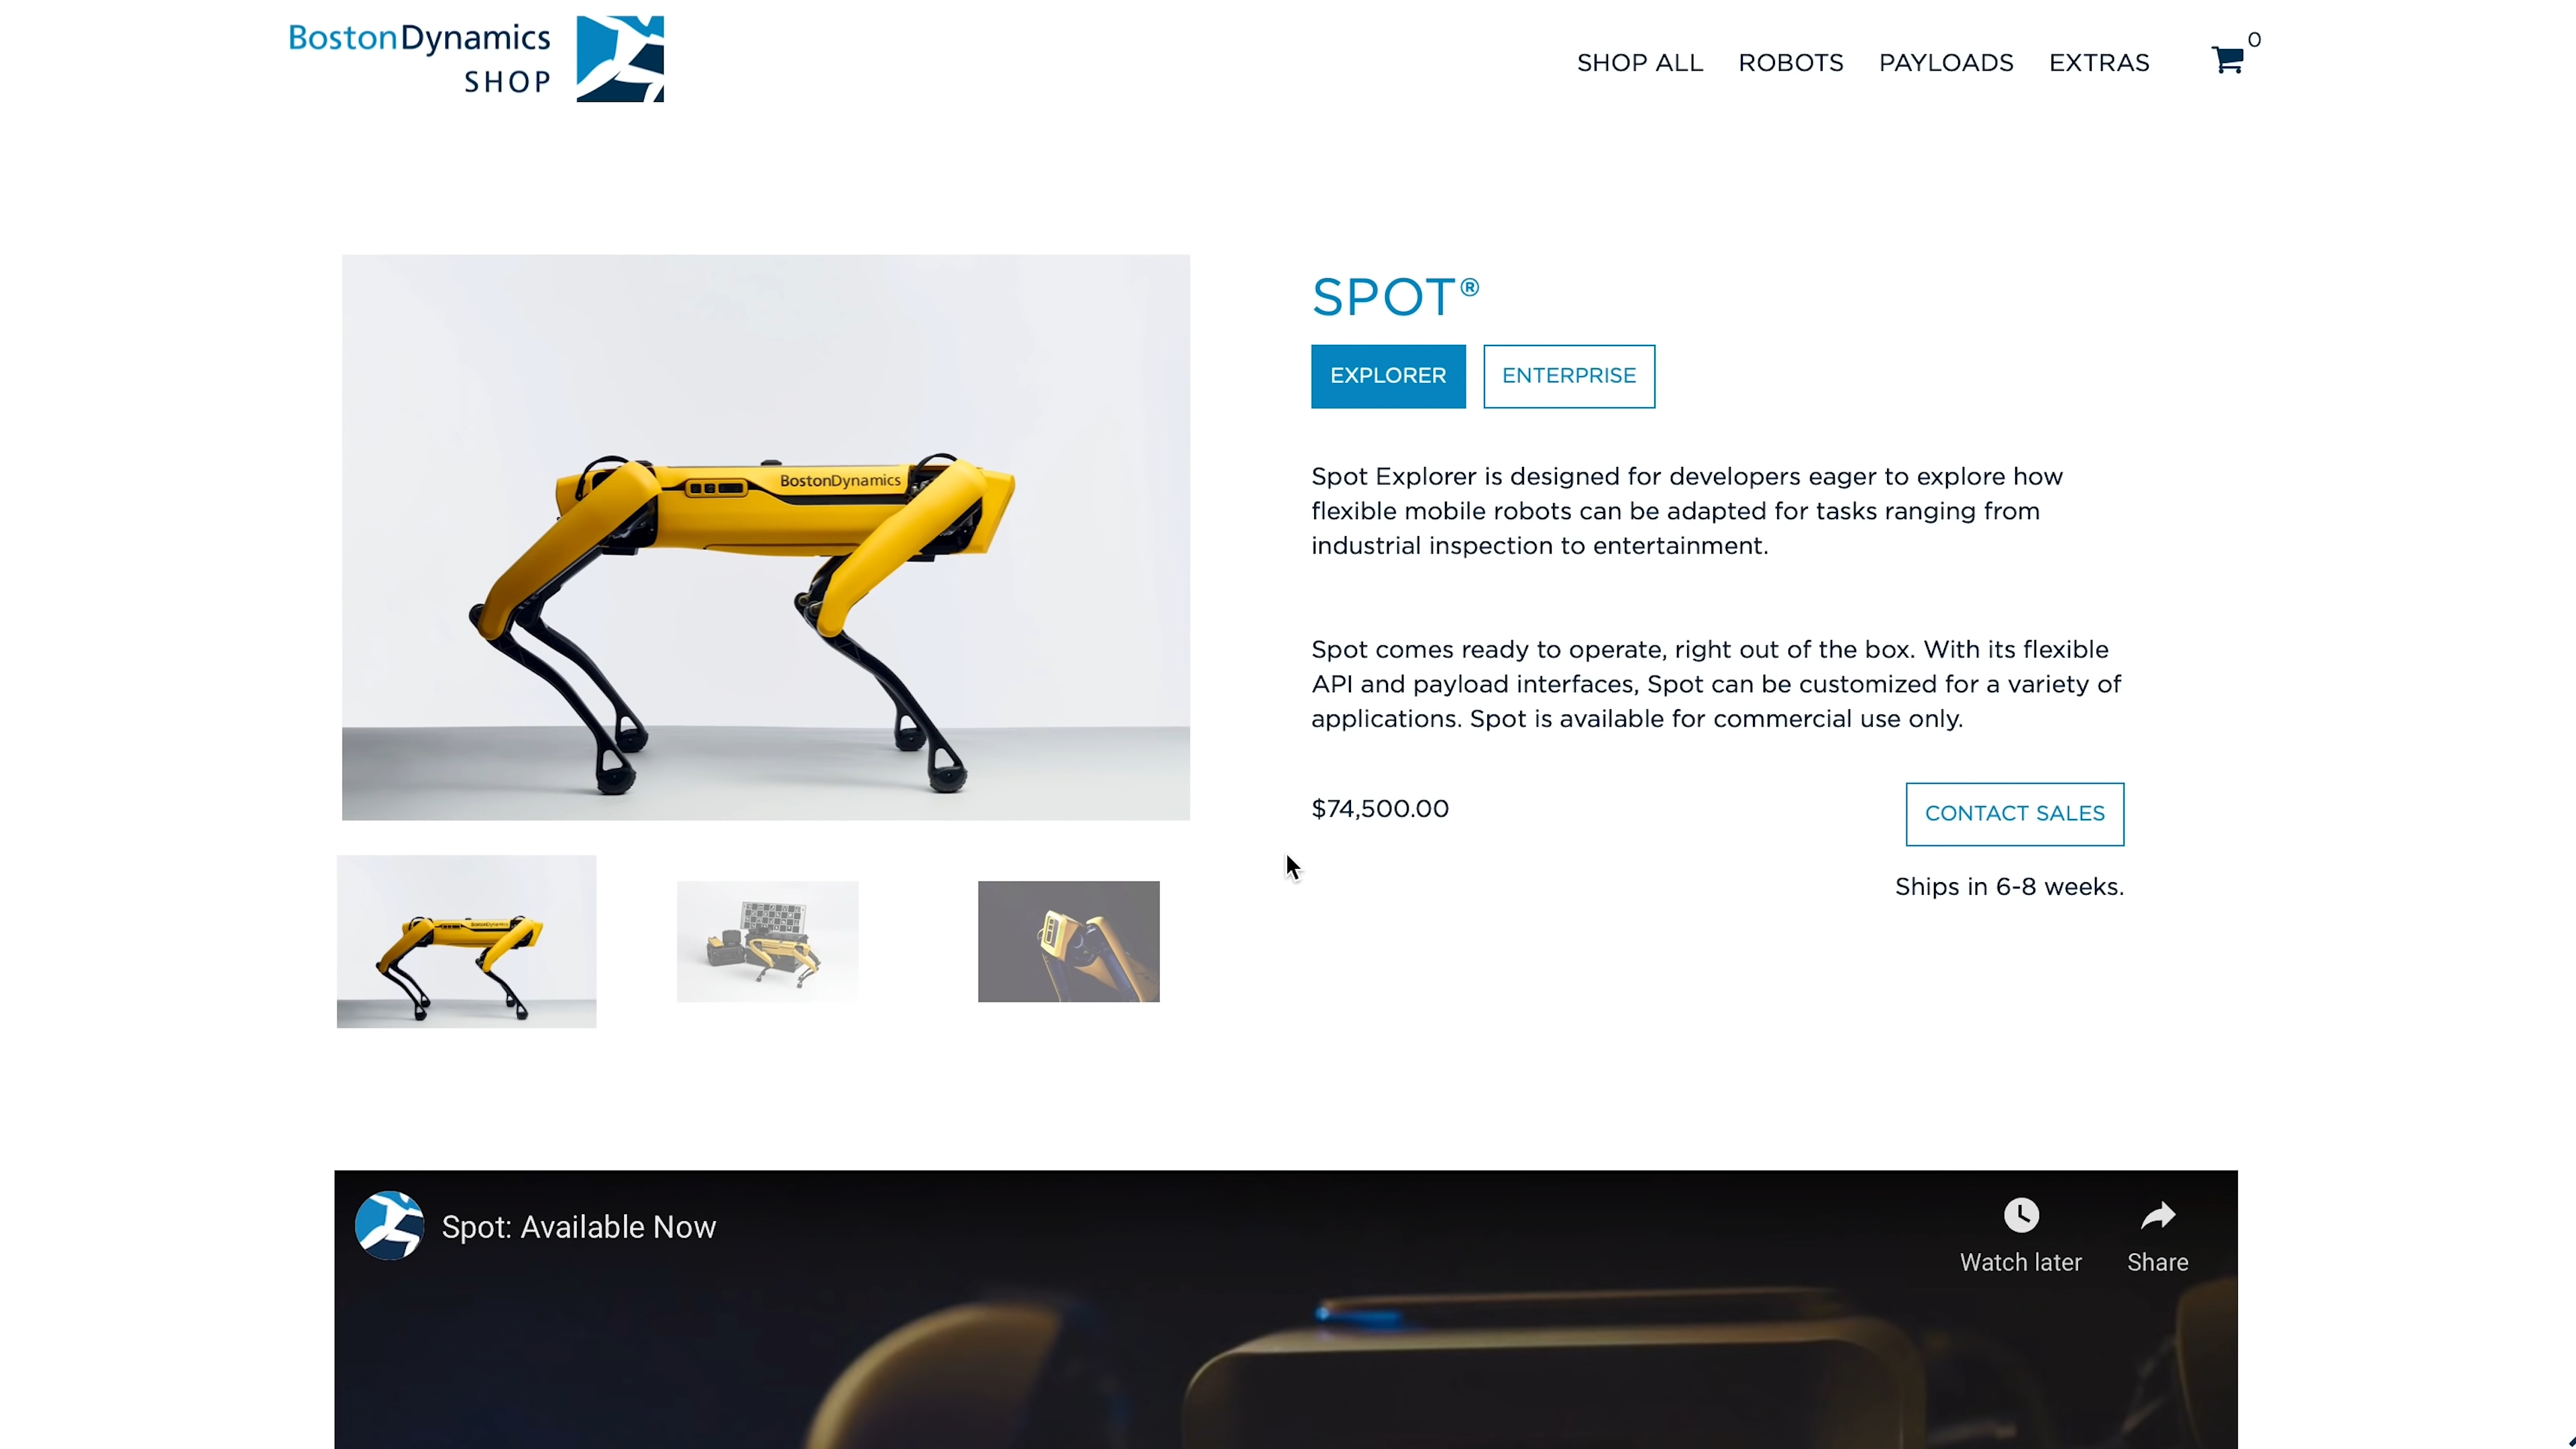 BostonDynamics
SHOP
SHOP ALL
ROBOTS
PAYLOADS
EXTRAS
0
BostonDynamics
SPOT®
EXPLORER
ENTERPRISE
Spot Explorer is designed for developers eager to explore how
flexible mobile robots can be adapted for tasks ranging from
industrial inspection to entertainment.
Spot comes ready to operate, right out of the box. With its flexible
API and payload interfaces, Spot can be customized for a variety of
applications. Spot is available for commercial use only.
$74,500.00
CONTACT SALES
Ships in 6-8 weeks.
BostonDynamics
Spot: Available Now
Watch later
Share